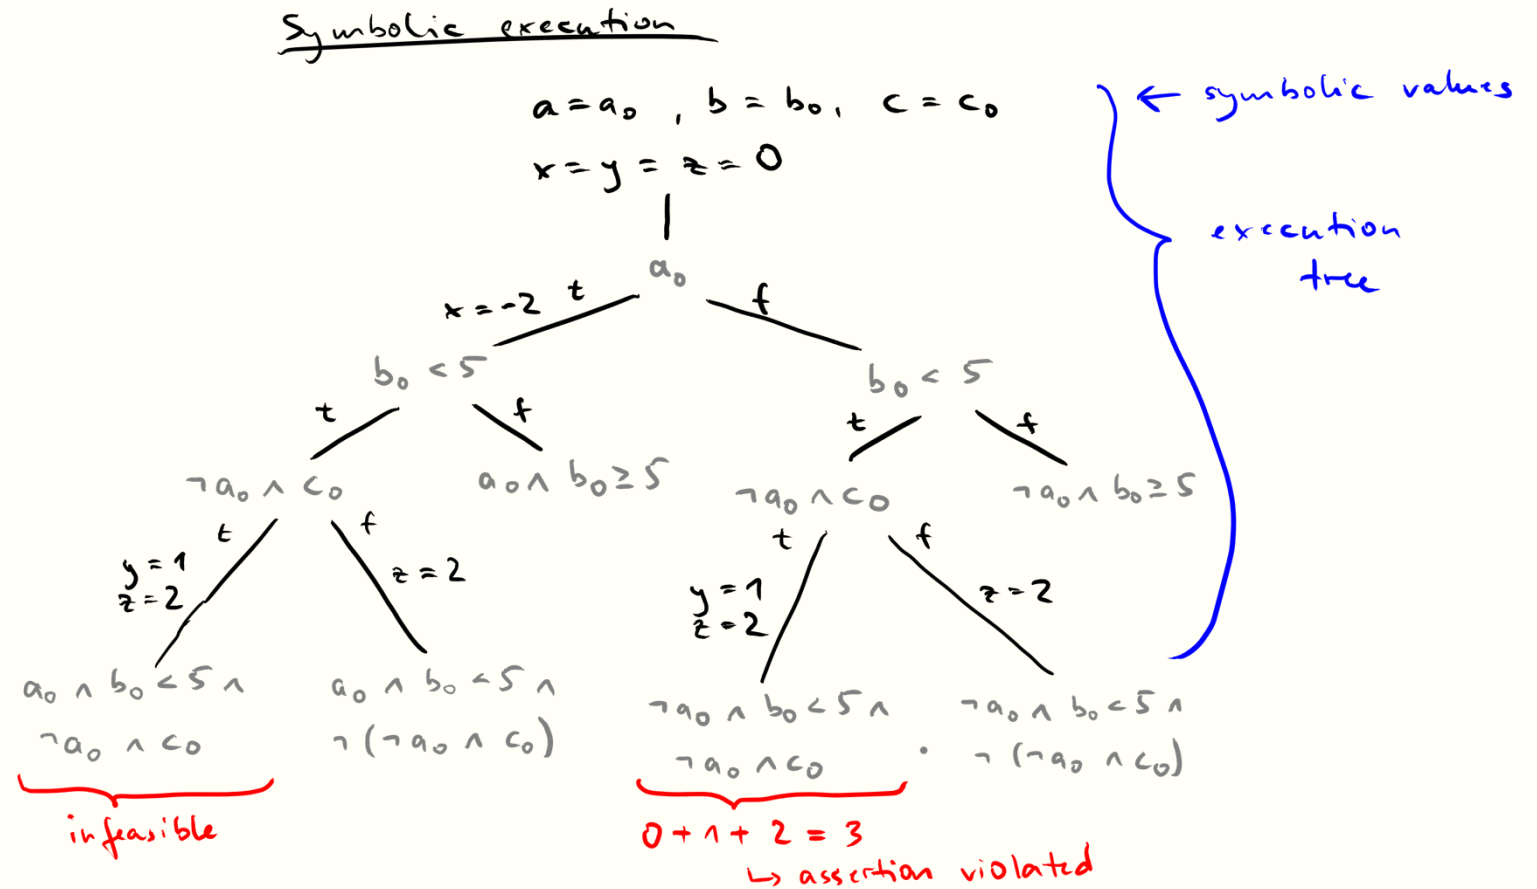 Symbolic execution
a = a₀ , b = b₀, c = c₀
← symbolic values
x = y = z = 0
execution
tree
a₀
x = -2 t
f
b₀ < 5
b₀ < 5
t f
t f
¬a₀ ∧ c₀
a₀ ∧ b₀ ≥ 5
¬a₀ ∧ c₀
¬a₀ ∧ b₀ ≥ 5
t f
t f
y = 1
z = 2
z = 2
y = 1
z = 2
z = 2
a₀ ∧ b₀ < 5 ∧
¬a₀ ∧ c₀
a₀ ∧ b₀ < 5 ∧
¬(¬a₀ ∧ c₀)
¬a₀ ∧ b₀ < 5 ∧
¬a₀ ∧ c₀
¬a₀ ∧ b₀ < 5 ∧
¬(¬a₀ ∧ c₀)
infeasible
0 + 1 + 2 = 3
↳ assertion violated